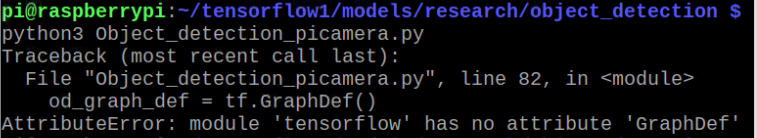 pi@raspberrypi:~/tensorflow1/models/research/object_detection $
python3 Object_detection_picamera.py
Traceback (most recent call last):
  File "Object_detection_picamera.py", line 82, in <module>
    od_graph_def = tf.GraphDef()
AttributeError: module 'tensorflow' has no attribute 'GraphDef'